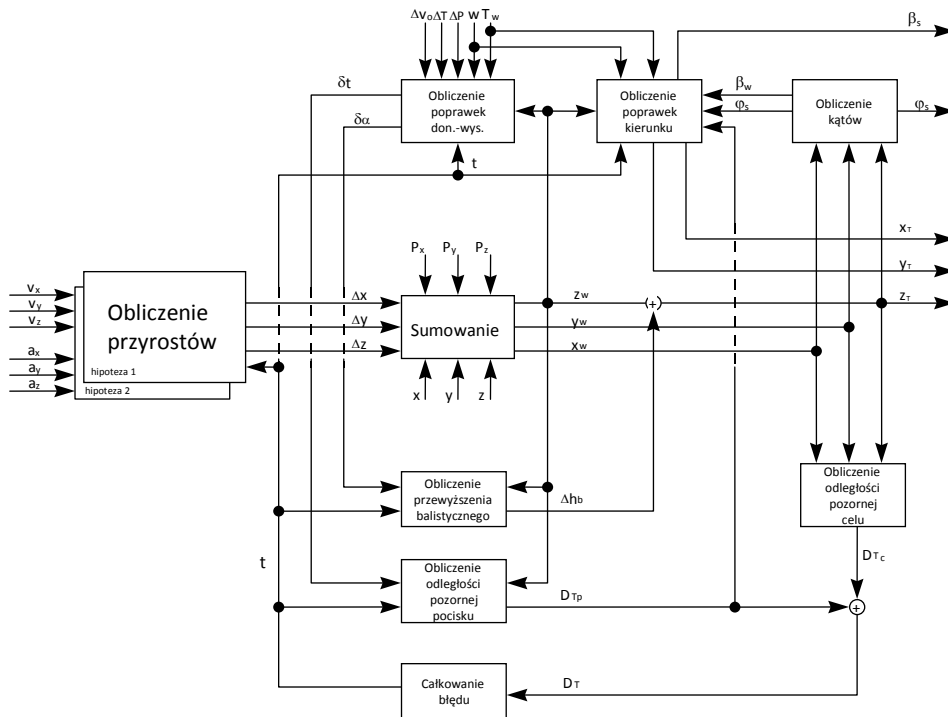 Δvₒ ΔT ΔP w T_w
β_s
δt
Obliczenie
poprawek
don.-wys.
Obliczenie
poprawek
kierunku
β_w
φ_s
Obliczenie
kątów
φ_s
δα
t
x_T
P_x P_y P_z
y_T
v_x
v_y
v_z
a_x
a_y
a_z
Obliczenie
przyrostów
hipoteza 1
hipoteza 2
Δx
Δy
Δz
Sumowanie
z_w
y_w
x_w
+
z_T
x y z
Obliczenie
przewyższenia
balistycznego
Δh_b
Obliczenie
odległości
pozornej
celu
t
Obliczenie
odległości
pozornej
pocisku
D_Tp
D_Tc
+
Całkowanie
błędu
D_T